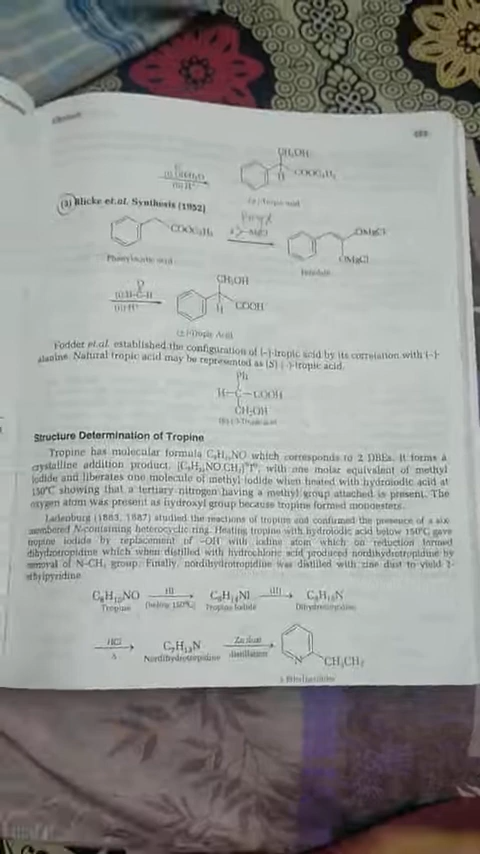 CH₂OH
COOC₂H₅
(ii) H⁺
(3) Blicke et.al. Synthesis (1952)
COOC₂H₅
OMgCl
OMgCl
CH₂OH
COOH
H
(±)-Tropic Acid
Fodder et.al. established the configuration of (-)-tropic acid by its correlation with (-)-
alanine. Natural tropic acid may be represented as (S) (-)-tropic acid.
Ph
H—C—COOH
CH₂OH
Structure Determination of Tropine
Tropine has molecular formula C₈H₁₅NO which corresponds to 2 DBEs. It forms a
crystalline addition product, [C₈H₁₅NO.CH₃]⁺I⁻, with one molar equivalent of methyl
iodide and liberates one molecule of methyl iodide when heated with hydroiodic acid at
150°C showing that a tertiary nitrogen having a methyl group attached is present. The
oxygen atom was present as hydroxyl group because tropine formed monoesters.
Ladenburg (1883, 1887) studied the reactions of tropine and confirmed the presence of a six
membered N-containing heterocyclic ring. Heating tropine with hydroiodic acid below 150°C gave
tropine iodide by replacement of -OH with iodine atom which on reduction formed
dihydrotropidine which when distilled with hydrochloric acid produced nordihydrotropidine by
removal of N-CH₃ group. Finally, nordihydrotropidine was distilled with zinc dust to yield 2-
ethylpyridine.
C₈H₁₅NO HI C₈H₁₄NI (H) C₈H₁₅N
Tropine (below 150°C) Tropine Iodide Dihydrotropidine
HCl C₇H₁₃N Zn dust
Δ Nordihydrotropidine distillation
N CH₂CH₃